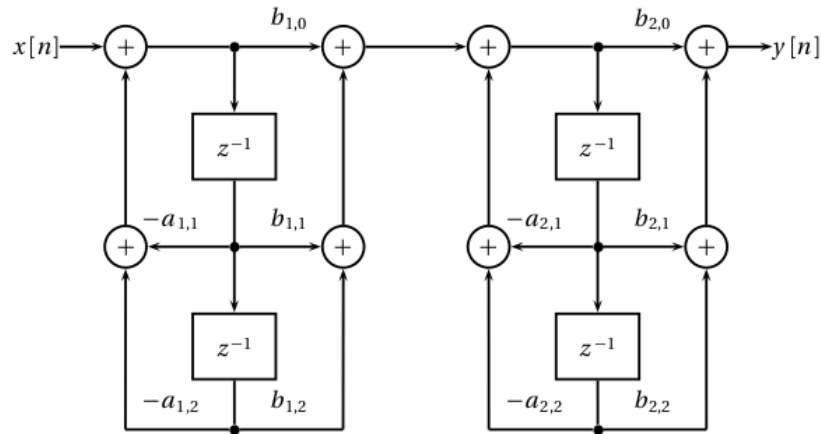 x[n] + b₁,₀ + + b₂,₀ + y[n]
z⁻¹ z⁻¹
+ −a₁,₁ b₁,₁ + + −a₂,₁ b₂,₁ +
z⁻¹ z⁻¹
−a₁,₂ b₁,₂ −a₂,₂ b₂,₂